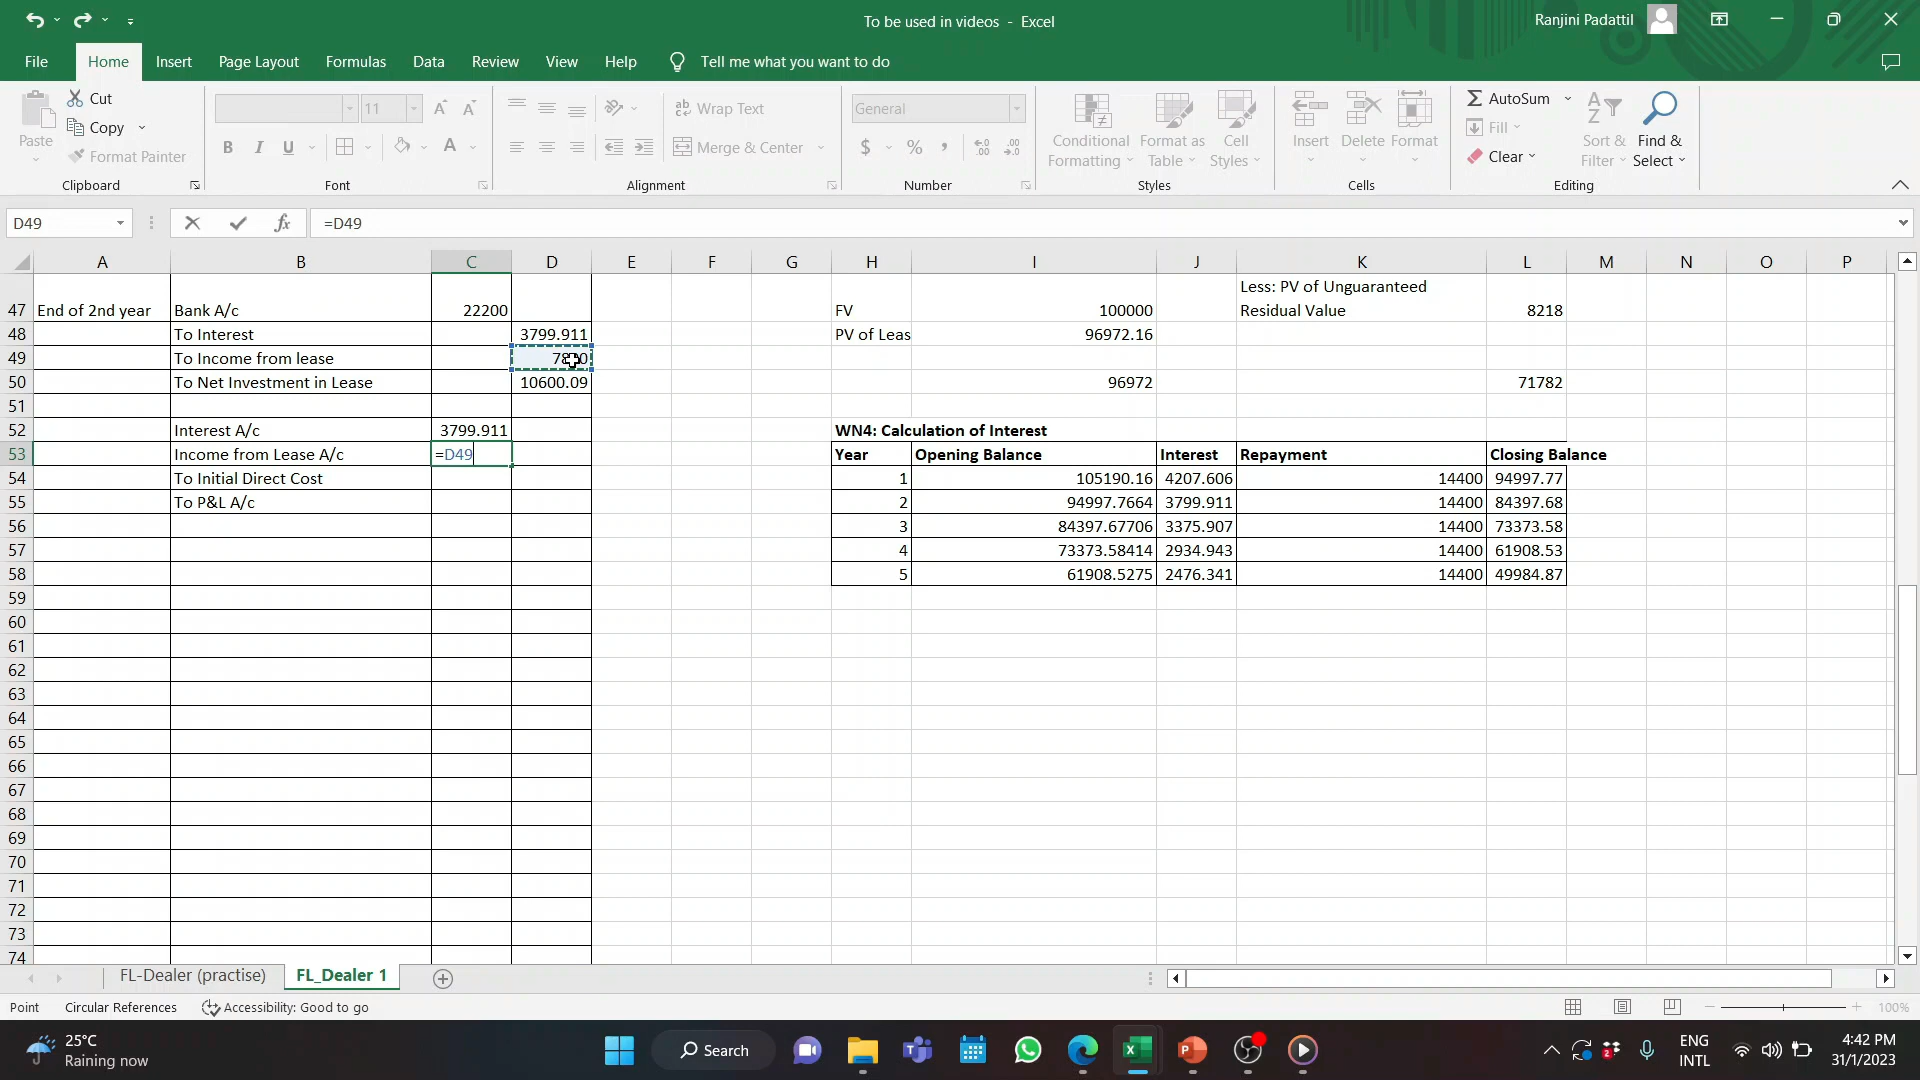 To be used in videos - Excel
Ranjini Padattil
File Home Insert Page Layout Formulas Data Review View Help Tell me what you want to do
Paste
Cut
Copy
Format Painter
Clipboard
11
B I U A
Font
Wrap Text
Merge & Center
Alignment
General
$ % ,
Number
Conditional Formatting
Format as Table
Cell Styles
Styles
Insert
Delete
Format
Cells
AutoSum
Fill
Clear
Sort & Filter
Find & Select
Editing
D49
fx
=D49
A B C D E F G H I J K L M N O P
47 End of 2nd year Bank A/c 22200 FV 100000 Less: PV of Unguaranteed Residual Value 8218
48 To Interest 3799.911 PV of Leas 96972.16
49 To Income from lease
50 To Net Investment in Lease 10600.09 96972 71782
51
52 Interest A/c 3799.911 WN4: Calculation of Interest
53 Income from Lease A/c =D49 Year Opening Balance Interest Repayment Closing Balance
54 To Initial Direct Cost 1 105190.16 4207.606 14400 94997.77
55 To P&L A/c 2 94997.7664 3799.911 14400 84397.68
56 3 84397.67706 3375.907 14400 73373.58
57 4 73373.58414 2934.943 14400 61908.53
58 5 61908.5275 2476.341 14400 49984.87
59
60
61
62
63
64
65
66
67
68
69
70
71
72
73
74
FL-Dealer (practise) FL_Dealer 1
Point Circular References Accessibility: Good to go 100%
25°C
Raining now
Search
ENG
INTL
4:42 PM
31/1/2023